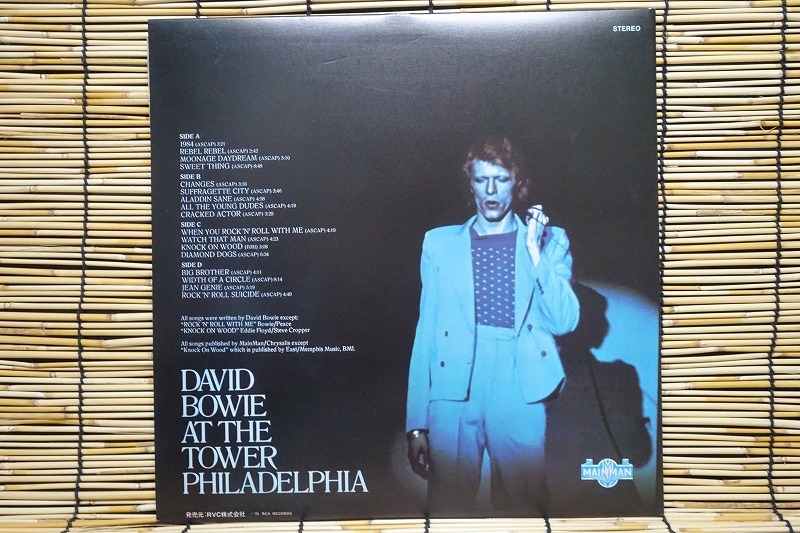 STEREO
SIDE A
1984 (ASCAP) 3:21
REBEL REBEL (ASCAP) 2:42
MOONAGE DAYDREAM (ASCAP) 5:10
SWEET THING (ASCAP) 8:48
SIDE B
CHANGES (ASCAP) 3:35
SUFFRAGETTE CITY (ASCAP) 3:46
ALADDIN SANE (ASCAP) 4:58
ALL THE YOUNG DUDES (ASCAP) 4:19
CRACKED ACTOR (ASCAP) 3:29
SIDE C
WHEN YOU ROCK 'N' ROLL WITH ME (ASCAP) 4:19
WATCH THAT MAN (ASCAP) 4:23
KNOCK ON WOOD (BMI) 3:08
DIAMOND DOGS (ASCAP) 6:34
SIDE D
BIG BROTHER (ASCAP) 4:11
WIDTH OF A CIRCLE (ASCAP) 8:14
JEAN GENIE (ASCAP) 5:19
ROCK 'N' ROLL SUICIDE (ASCAP) 4:49
All songs were written by David Bowie except:
"ROCK 'N' ROLL WITH ME" Bowie/Peace
"KNOCK ON WOOD" Eddie Floyd/Steve Cropper
All songs published by MainMan/Chrysalis except
"Knock On Wood" which is published by East/Memphis Music, BMI.
DAVID
BOWIE
AT THE
TOWER
PHILADELPHIA
MAINMAN
発売元:RVC株式会社 RCA RECORDS